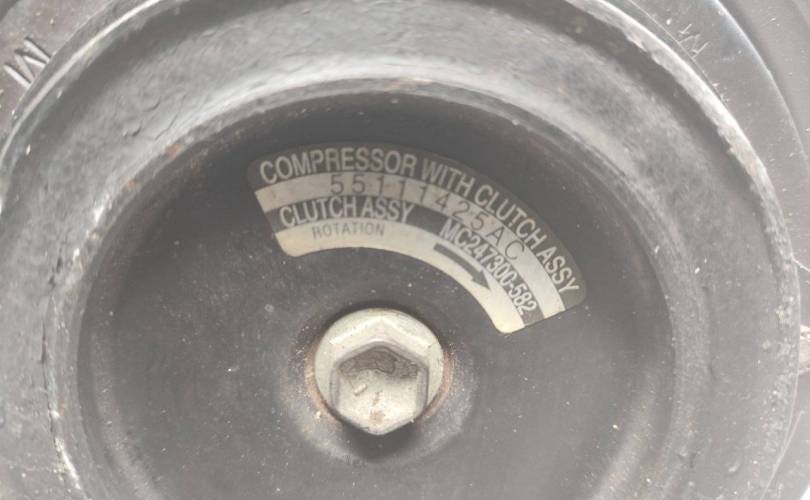 COMPRESSOR WITH CLUTCH ASSY
55111425AC
CLUTCH ASSY MC247300-582
ROTATION
M